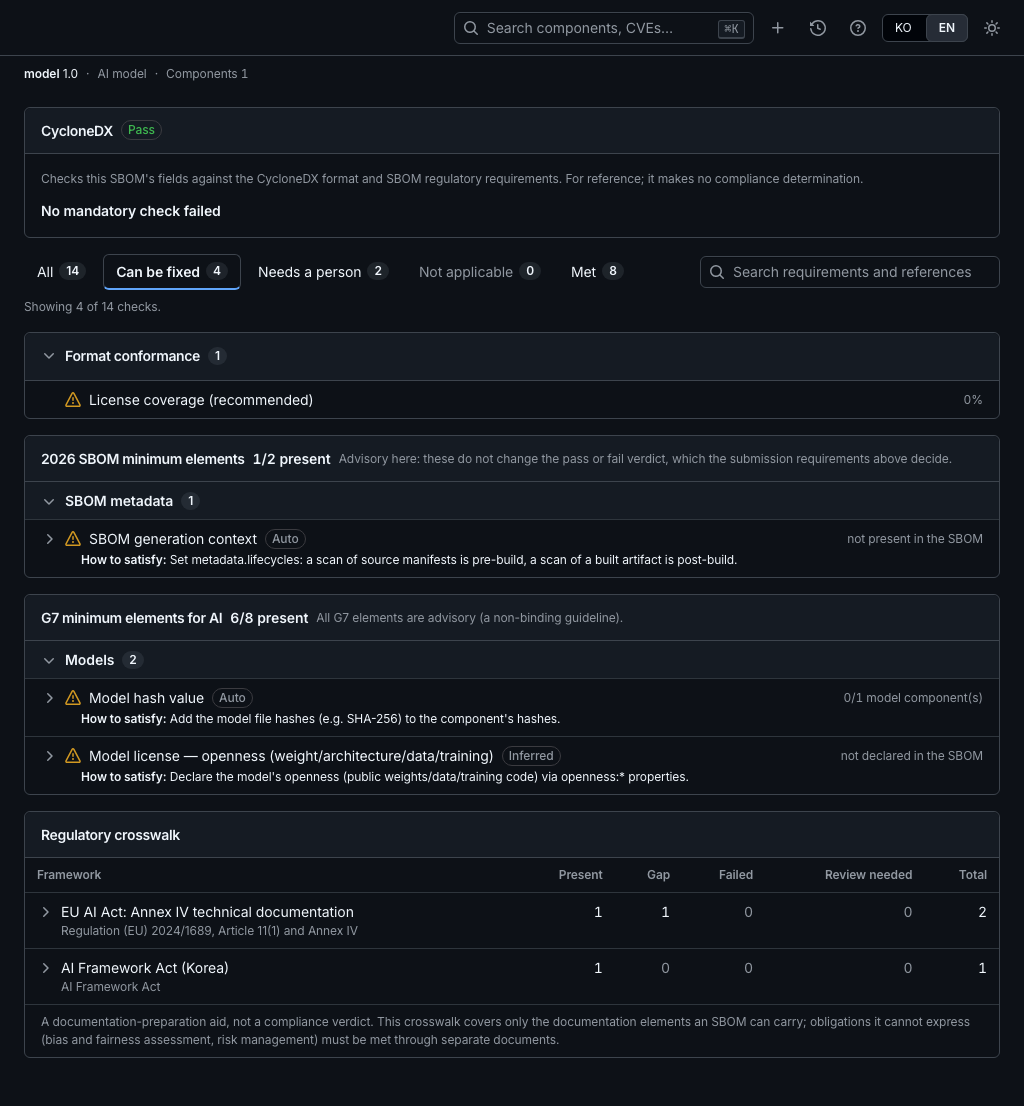 Search components, CVEs... ⌘K KO EN
model 1.0 · AI model · Components 1
CycloneDX Pass
Checks this SBOM's fields against the CycloneDX format and SBOM regulatory requirements. For reference; it makes no compliance determination.
No mandatory check failed
All 14 Can be fixed 4 Needs a person 2 Not applicable 0 Met 8 Search requirements and references
Showing 4 of 14 checks.
Format conformance 1
License coverage (recommended) 0%
2026 SBOM minimum elements 1/2 present Advisory here: these do not change the pass or fail verdict, which the submission requirements above decide.
SBOM metadata 1
SBOM generation context Auto not present in the SBOM
How to satisfy: Set metadata.lifecycles: a scan of source manifests is pre-build, a scan of a built artifact is post-build.
G7 minimum elements for AI 6/8 present All G7 elements are advisory (a non-binding guideline).
Models 2
Model hash value Auto 0/1 model component(s)
How to satisfy: Add the model file hashes (e.g. SHA-256) to the component's hashes.
Model license — openness (weight/architecture/data/training) Inferred not declared in the SBOM
How to satisfy: Declare the model's openness (public weights/data/training code) via openness:* properties.
Regulatory crosswalk
Framework Present Gap Failed Review needed Total
EU AI Act: Annex IV technical documentation 1 1 0 0 2
Regulation (EU) 2024/1689, Article 11(1) and Annex IV
AI Framework Act (Korea) 1 0 0 0 1
AI Framework Act
A documentation-preparation aid, not a compliance verdict. This crosswalk covers only the documentation elements an SBOM can carry; obligations it cannot express
(bias and fairness assessment, risk management) must be met through separate documents.